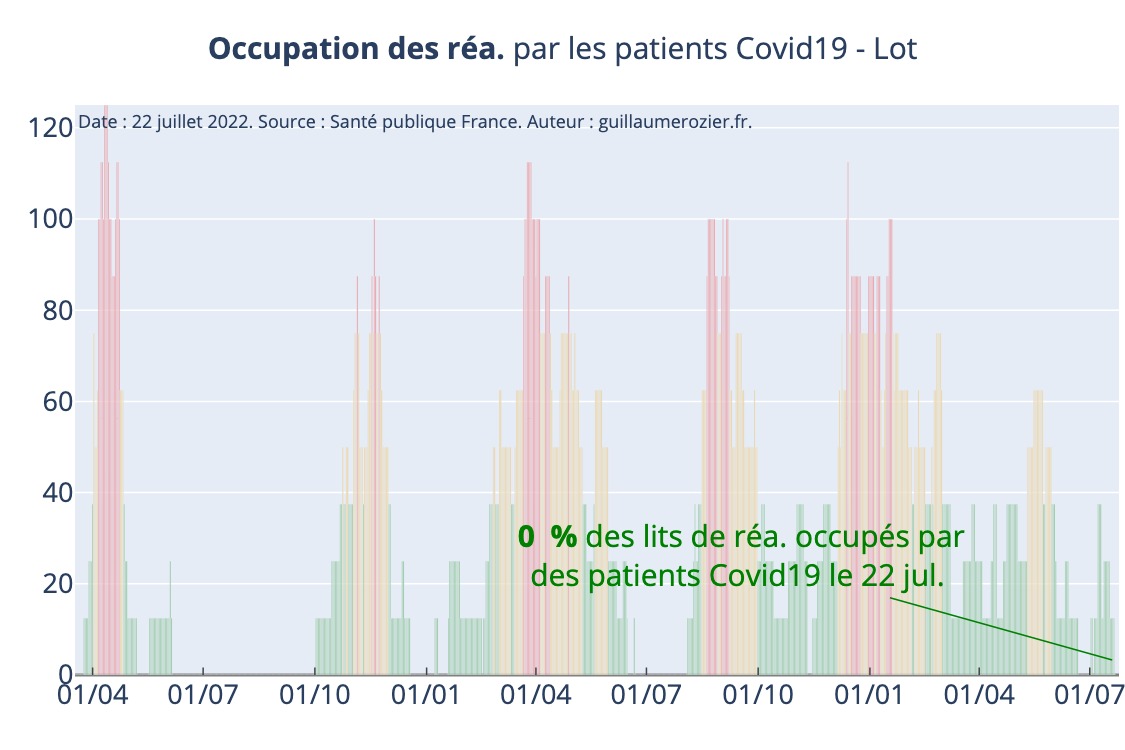 Occupation des réa. par les patients Covid19 - Lot
Date : 22 juillet 2022. Source : Santé publique France. Auteur : guillaumerozier.fr.
120
100
80
60
40
20
0
0 % des lits de réa. occupés par
des patients Covid19 le 22 jul.
01/04 01/07 01/10 01/01 01/04 01/07 01/10 01/01 01/04 01/07